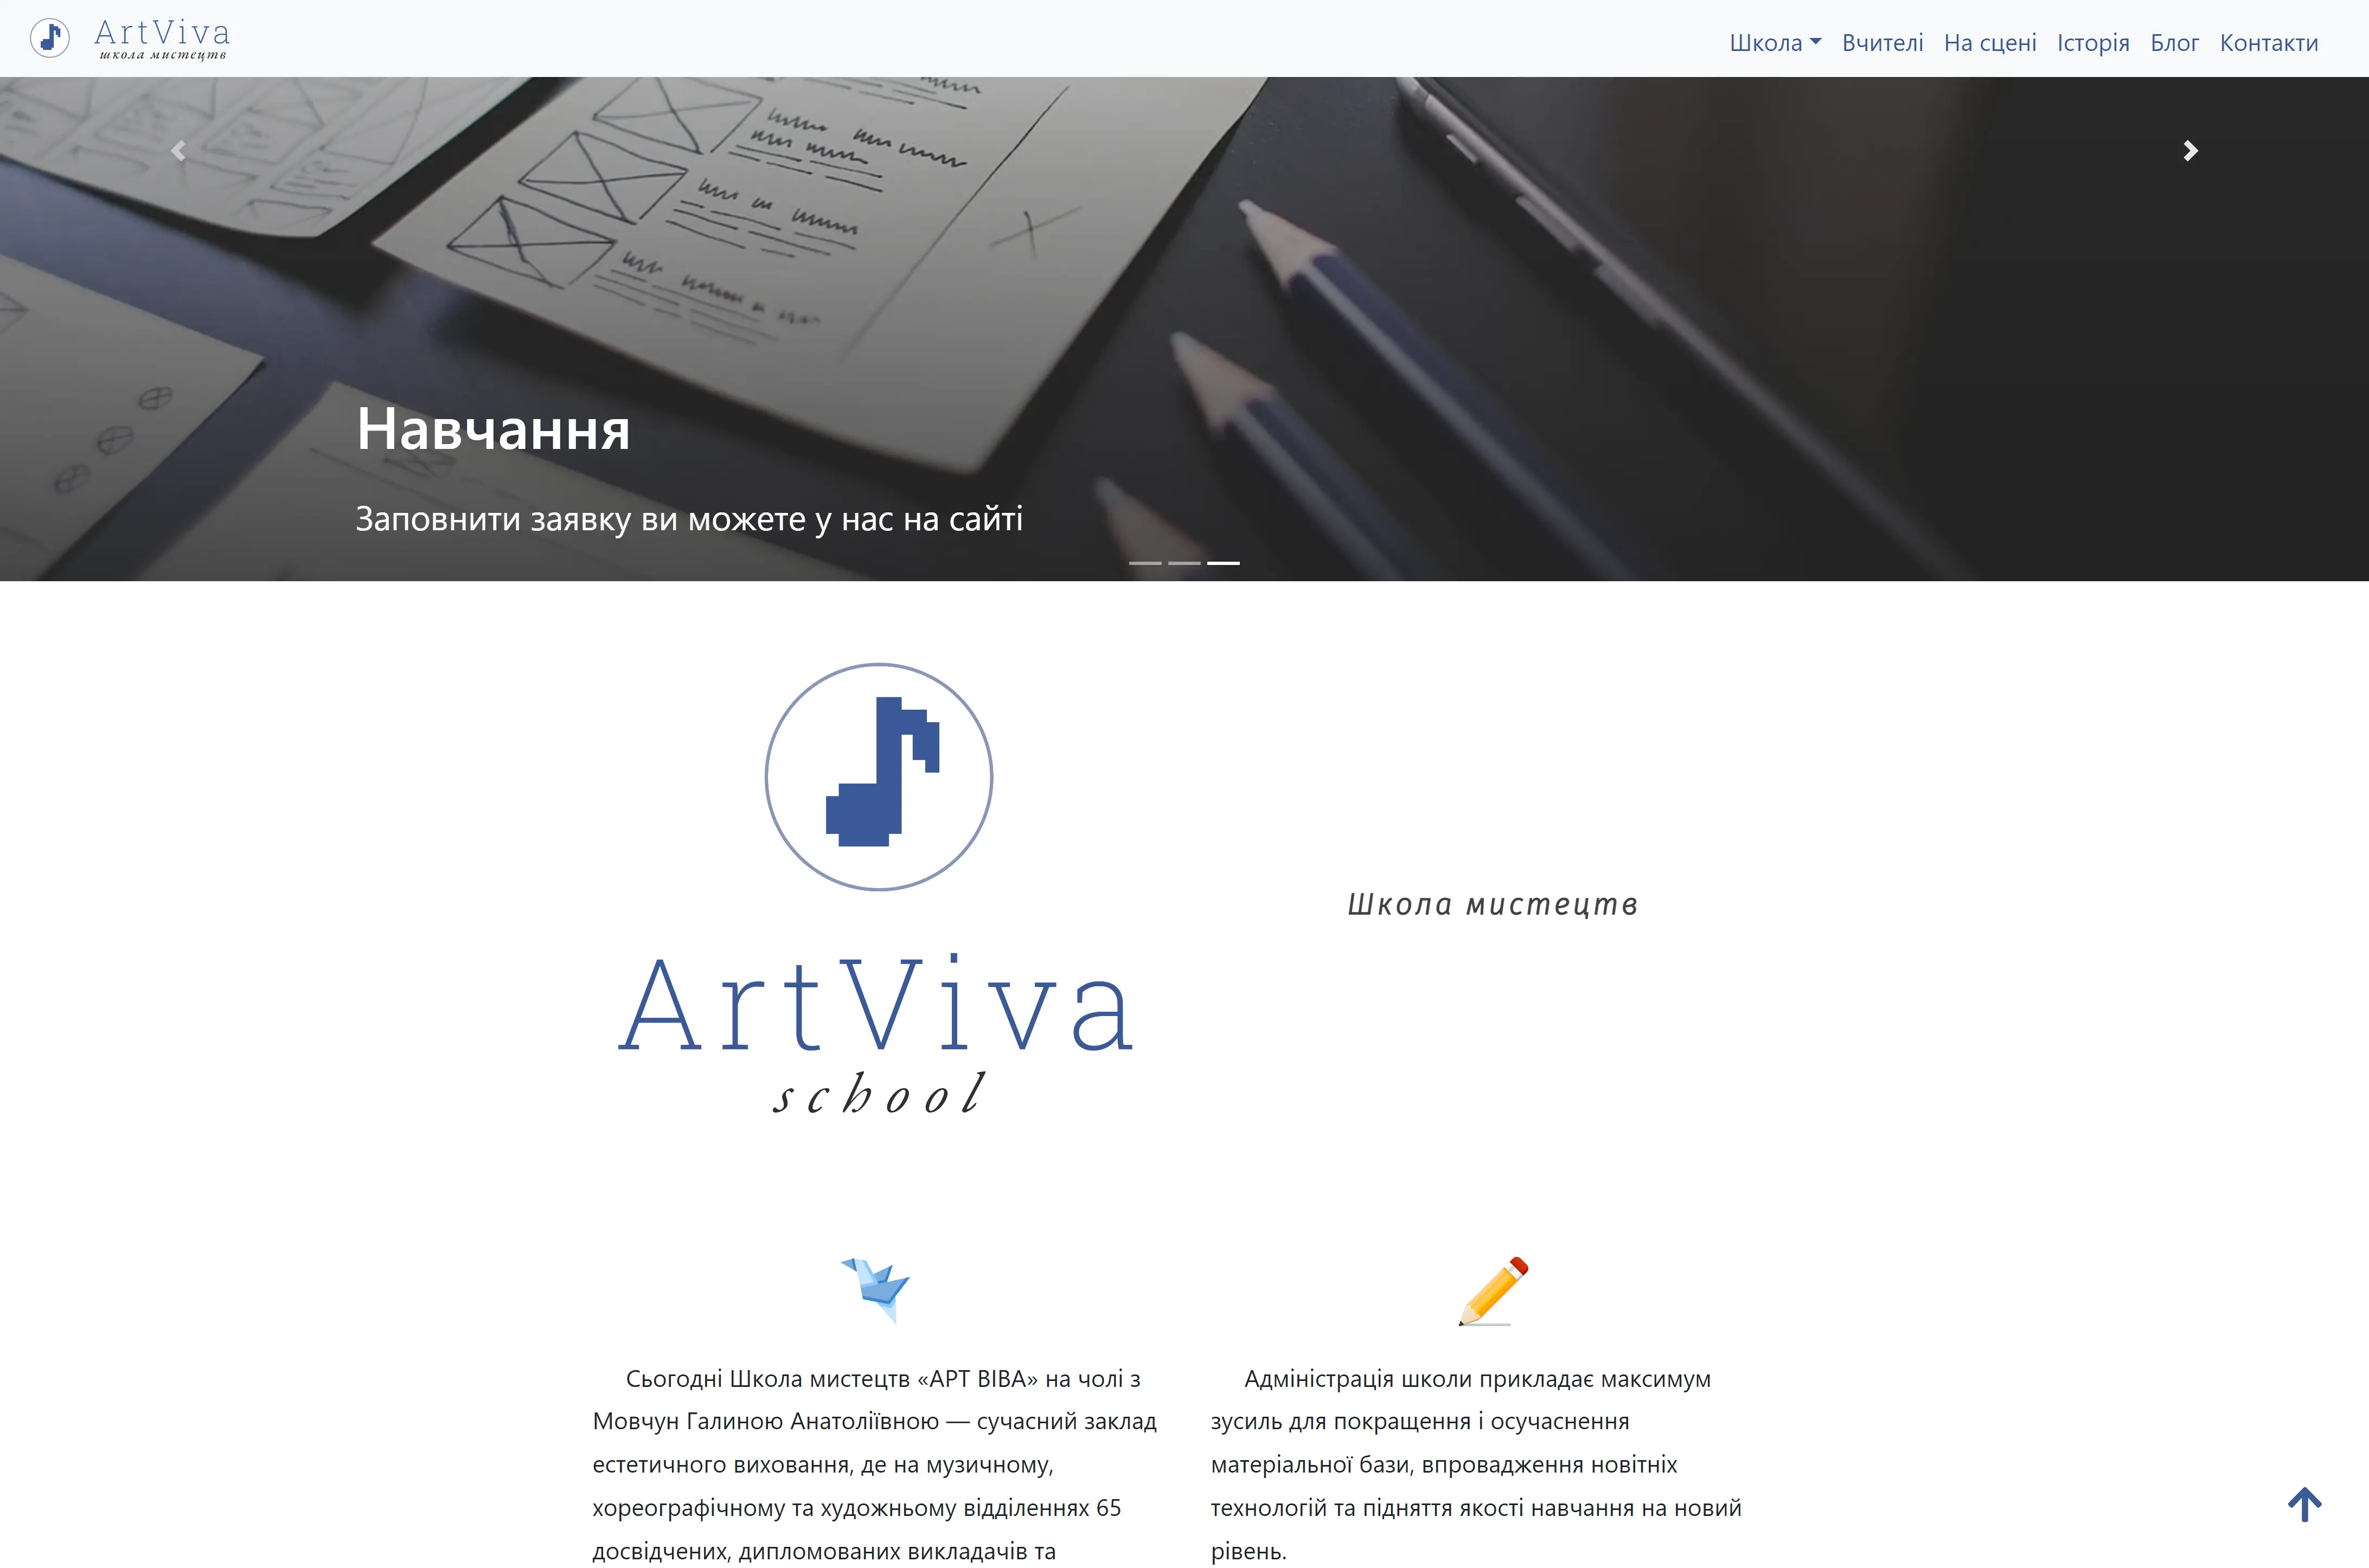 ArtViva
школа мистецтв
Школа Вчителі На сцені Історія Блог Контакти
Навчання
Заповнити заявку ви можете у нас на сайті
ArtViva
school
Школа мистецтв
Сьогодні Школа мистецтв «АРТ ВІВА» на чолі з
Мовчун Галиною Анатоліївною — сучасний заклад
естетичного виховання, де на музичному,
хореографічному та художньому відділеннях 65
досвідчених, дипломованих викладачів та
Адміністрація школи прикладає максимум
зусиль для покращення і осучаснення
матеріальної бази, впровадження новітніх
технологій та підняття якості навчання на новий
рівень.